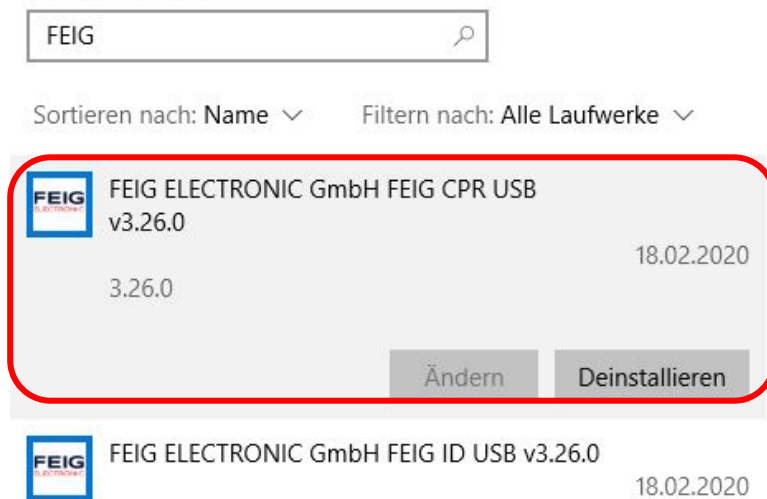 FEIG
Sortieren nach: Name Filtern nach: Alle Laufwerke
FEIG
ELECTRONIC
FEIG ELECTRONIC GmbH FEIG CPR USB
v3.26.0
18.02.2020
3.26.0
Ändern Deinstallieren
FEIG
ELECTRONIC
FEIG ELECTRONIC GmbH FEIG ID USB v3.26.0
18.02.2020